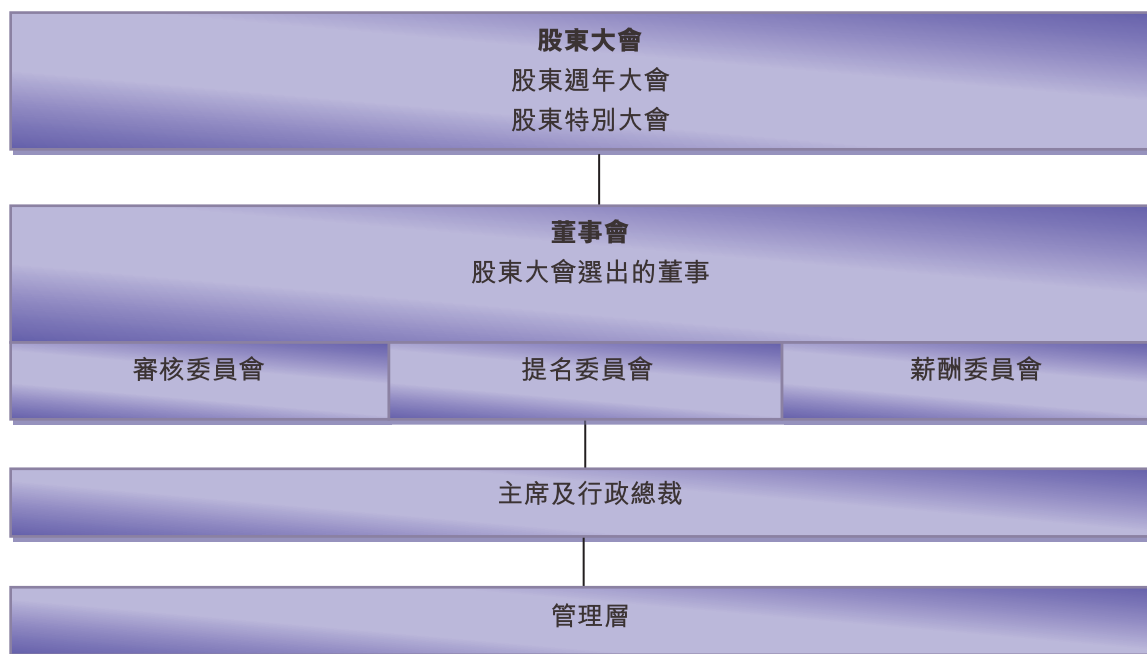 股東大會
股東週年大會
股東特別大會
董事會
股東大會選出的董事
審核委員會
提名委員會
薪酬委員會
主席及行政總裁
管理層